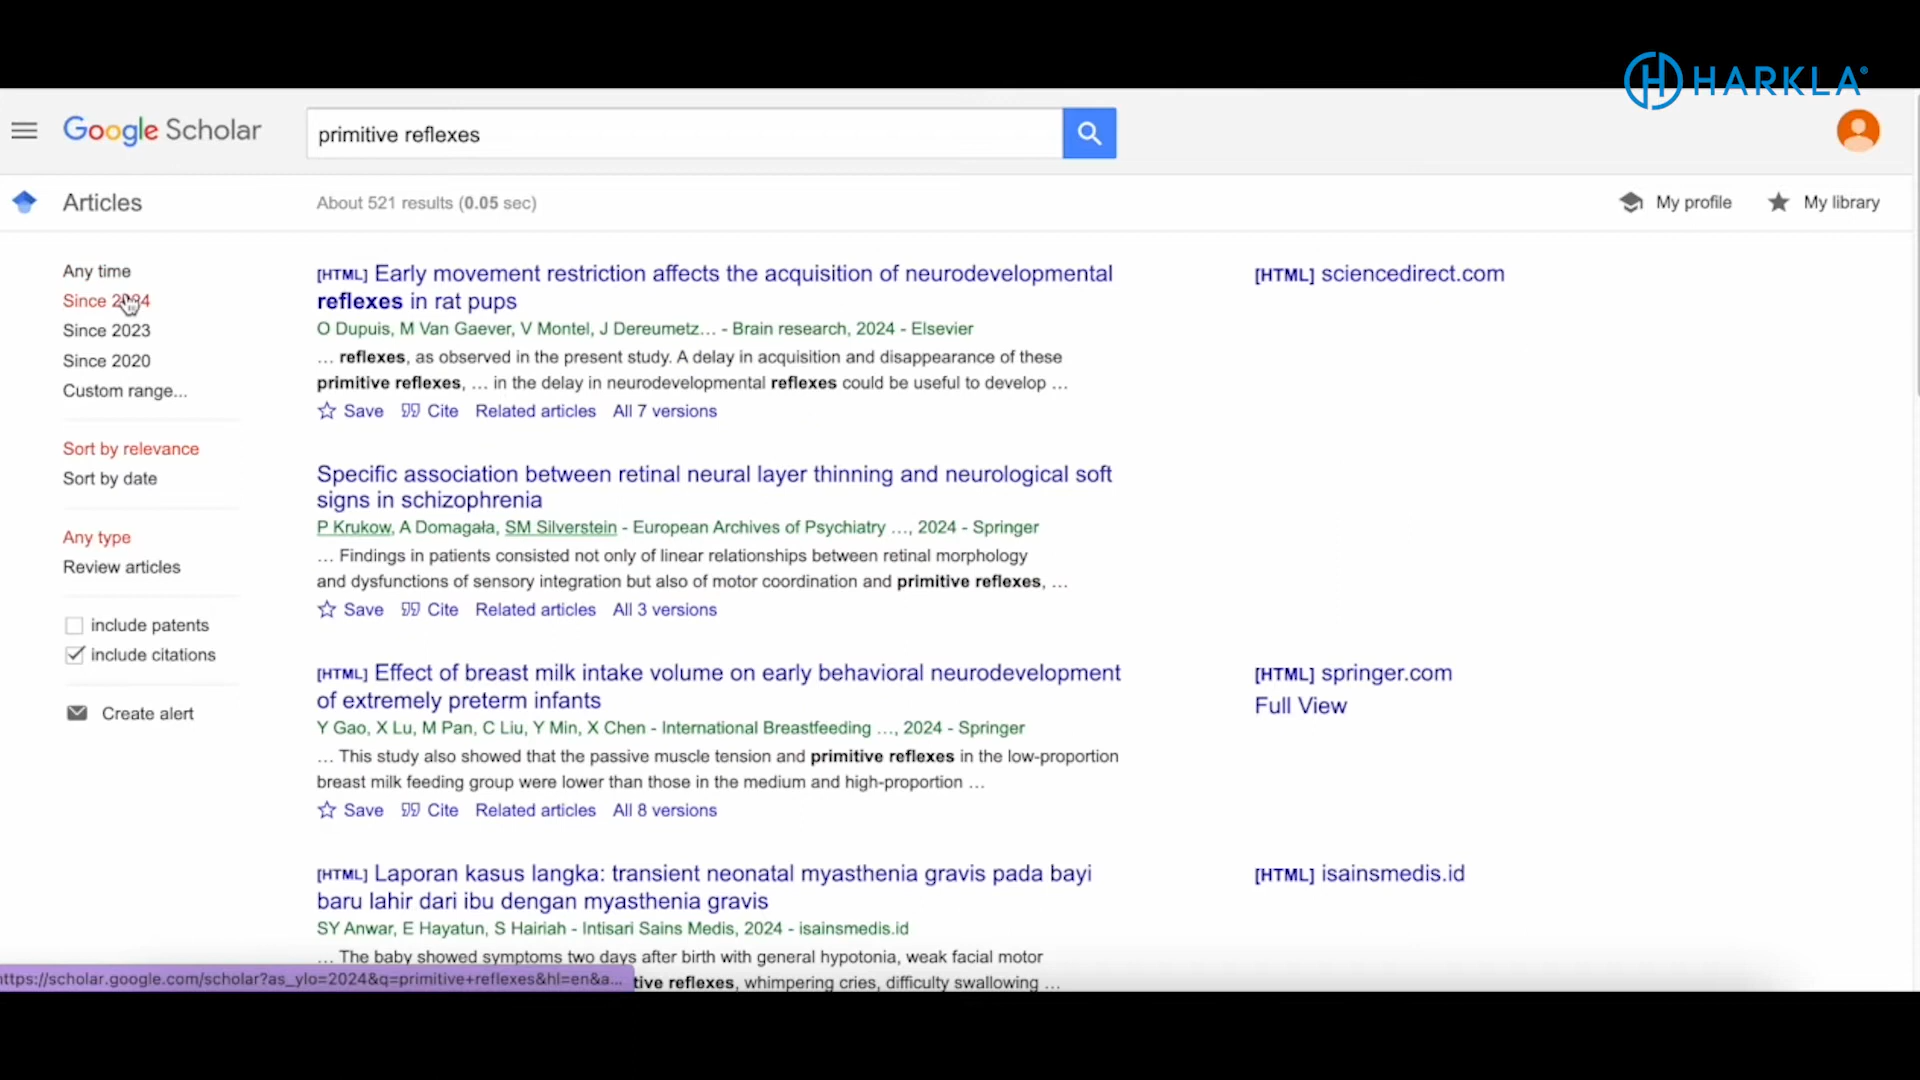 HARKLA®
Google Scholar
primitive reflexes
Articles
About 521 results (0.05 sec)
My profile
My library
Any time
Since 2024
Since 2023
Since 2020
Custom range...
Sort by relevance
Sort by date
Any type
Review articles
include patents
include citations
Create alert
[HTML] Early movement restriction affects the acquisition of neurodevelopmental
reflexes in rat pups
O Dupuis, M Van Gaever, V Montel, J Dereumetz… - Brain research, 2024 - Elsevier
… reflexes, as observed in the present study. A delay in acquisition and disappearance of these
primitive reflexes, … in the delay in neurodevelopmental reflexes could be useful to develop …
Save Cite Related articles All 7 versions
[HTML] sciencedirect.com
Specific association between retinal neural layer thinning and neurological soft
signs in schizophrenia
P Krukow, A Domagała, SM Silverstein - European Archives of Psychiatry …, 2024 - Springer
… Findings in patients consisted not only of linear relationships between retinal morphology
and dysfunctions of sensory integration but also of motor coordination and primitive reflexes, …
Save Cite Related articles All 3 versions
[HTML] Effect of breast milk intake volume on early behavioral neurodevelopment
of extremely preterm infants
Y Gao, X Lu, M Pan, C Liu, Y Min, X Chen - International Breastfeeding …, 2024 - Springer
… This study also showed that the passive muscle tension and primitive reflexes in the low-proportion
breast milk feeding group were lower than those in the medium and high-proportion …
Save Cite Related articles All 8 versions
[HTML] springer.com
Full View
[HTML] Laporan kasus langka: transient neonatal myasthenia gravis pada bayi
baru lahir dari ibu dengan myasthenia gravis
SY Anwar, E Hayatun, S Hairiah - Intisari Sains Medis, 2024 - isainsmedis.id
… The baby showed symptoms two days after birth with general hypotonia, weak facial motor
tive reflexes, whimpering cries, difficulty swallowing …
[HTML] isainsmedis.id
https://scholar.google.com/scholar?as_ylo=2024&q=primitive+reflexes&hl=en&a...